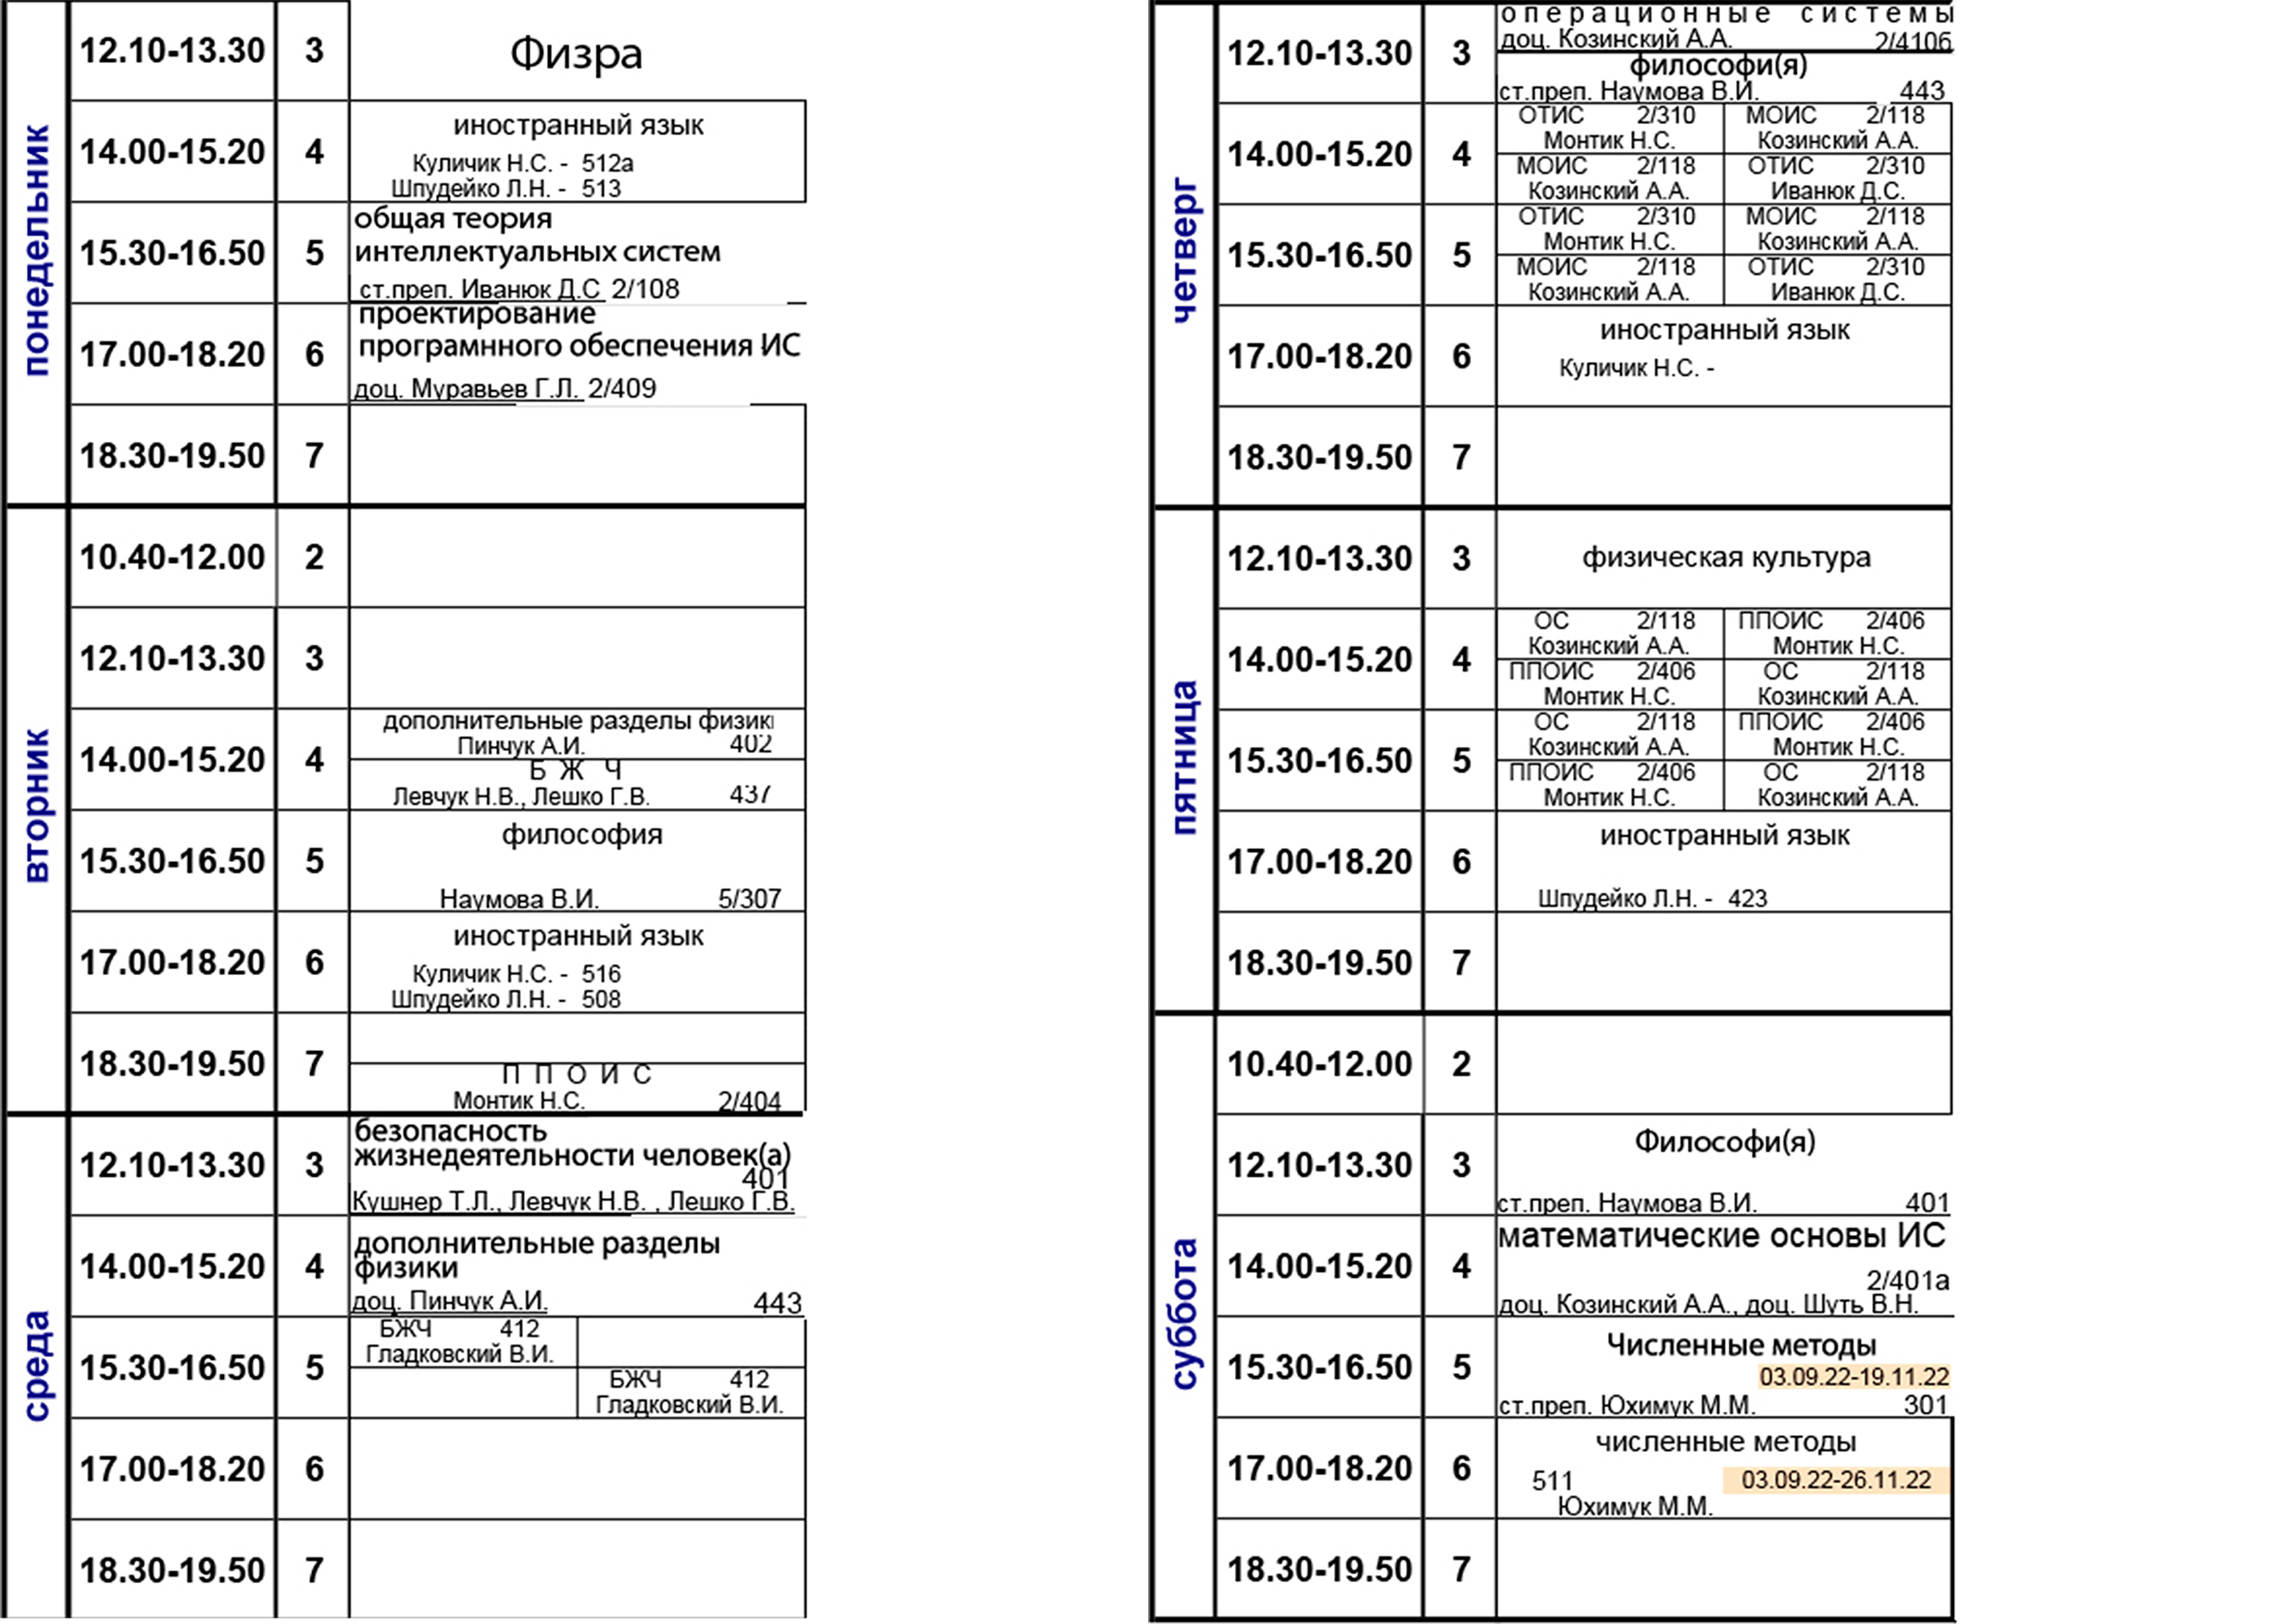 понедельник
12.10-13.30 3 Физра
14.00-15.20 4
иностранный язык
Куличик Н.С. - 512а
Шпудейко Л.Н. - 513
15.30-16.50 5
общая теория
интеллектуальных систем
ст.преп. Иванюк Д.С 2/108
17.00-18.20 6
проектирование
програмнного обеспечения ИС
доц. Муравьев Г.Л. 2/409
18.30-19.50 7
вторник
10.40-12.00 2
12.10-13.30 3
14.00-15.20 4
дополнительные разделы физик
Пинчук А.И. 402
Б Ж Ч
Левчук Н.В., Лешко Г.В. 437
15.30-16.50 5
философия
Наумова В.И. 5/307
17.00-18.20 6
иностранный язык
Куличик Н.С. - 516
Шпудейко Л.Н. - 508
18.30-19.50 7
П П О И С
Монтик Н.С. 2/404
среда
12.10-13.30 3
безопасность
жизнедеятельности человек(а)
401
Кушнер Т.Л., Левчук Н.В. , Лешко Г.В.
14.00-15.20 4
дополнительные разделы
физики
доц. Пинчук А.И. 443
15.30-16.50 5
БЖЧ 412
Гладковский В.И.
БЖЧ 412
Гладковский В.И.
17.00-18.20 6
18.30-19.50 7
четверг
12.10-13.30 3
операционные системы
доц. Козинский А.А. 2/410б
философи(я)
ст.преп. Наумова В.И. 443
14.00-15.20 4
ОТИС 2/310 МОИС 2/118
Монтик Н.С. Козинский А.А.
МОИС 2/118 ОТИС 2/310
Козинский А.А. Иванюк Д.С.
15.30-16.50 5
ОТИС 2/310 МОИС 2/118
Монтик Н.С. Козинский А.А.
МОИС 2/118 ОТИС 2/310
Козинский А.А. Иванюк Д.С.
17.00-18.20 6
иностранный язык
Куличик Н.С. -
18.30-19.50 7
пятница
12.10-13.30 3 физическая культура
14.00-15.20 4
ОС 2/118 ППОИС 2/406
Козинский А.А. Монтик Н.С.
ППОИС 2/406 ОС 2/118
Монтик Н.С. Козинский А.А.
15.30-16.50 5
ОС 2/118 ППОИС 2/406
Козинский А.А. Монтик Н.С.
ППОИС 2/406 ОС 2/118
Монтик Н.С. Козинский А.А.
17.00-18.20 6
иностранный язык
Шпудейко Л.Н. - 423
18.30-19.50 7
суббота
10.40-12.00 2
12.10-13.30 3
Философи(я)
ст.преп. Наумова В.И. 401
14.00-15.20 4
математические основы ИС
2/401а
доц. Козинский А.А., доц. Шуть В.Н.
15.30-16.50 5
Численные методы
03.09.22-19.11.22
ст.преп. Юхимук М.М. 301
17.00-18.20 6
численные методы
511 03.09.22-26.11.22
Юхимук М.М.
18.30-19.50 7